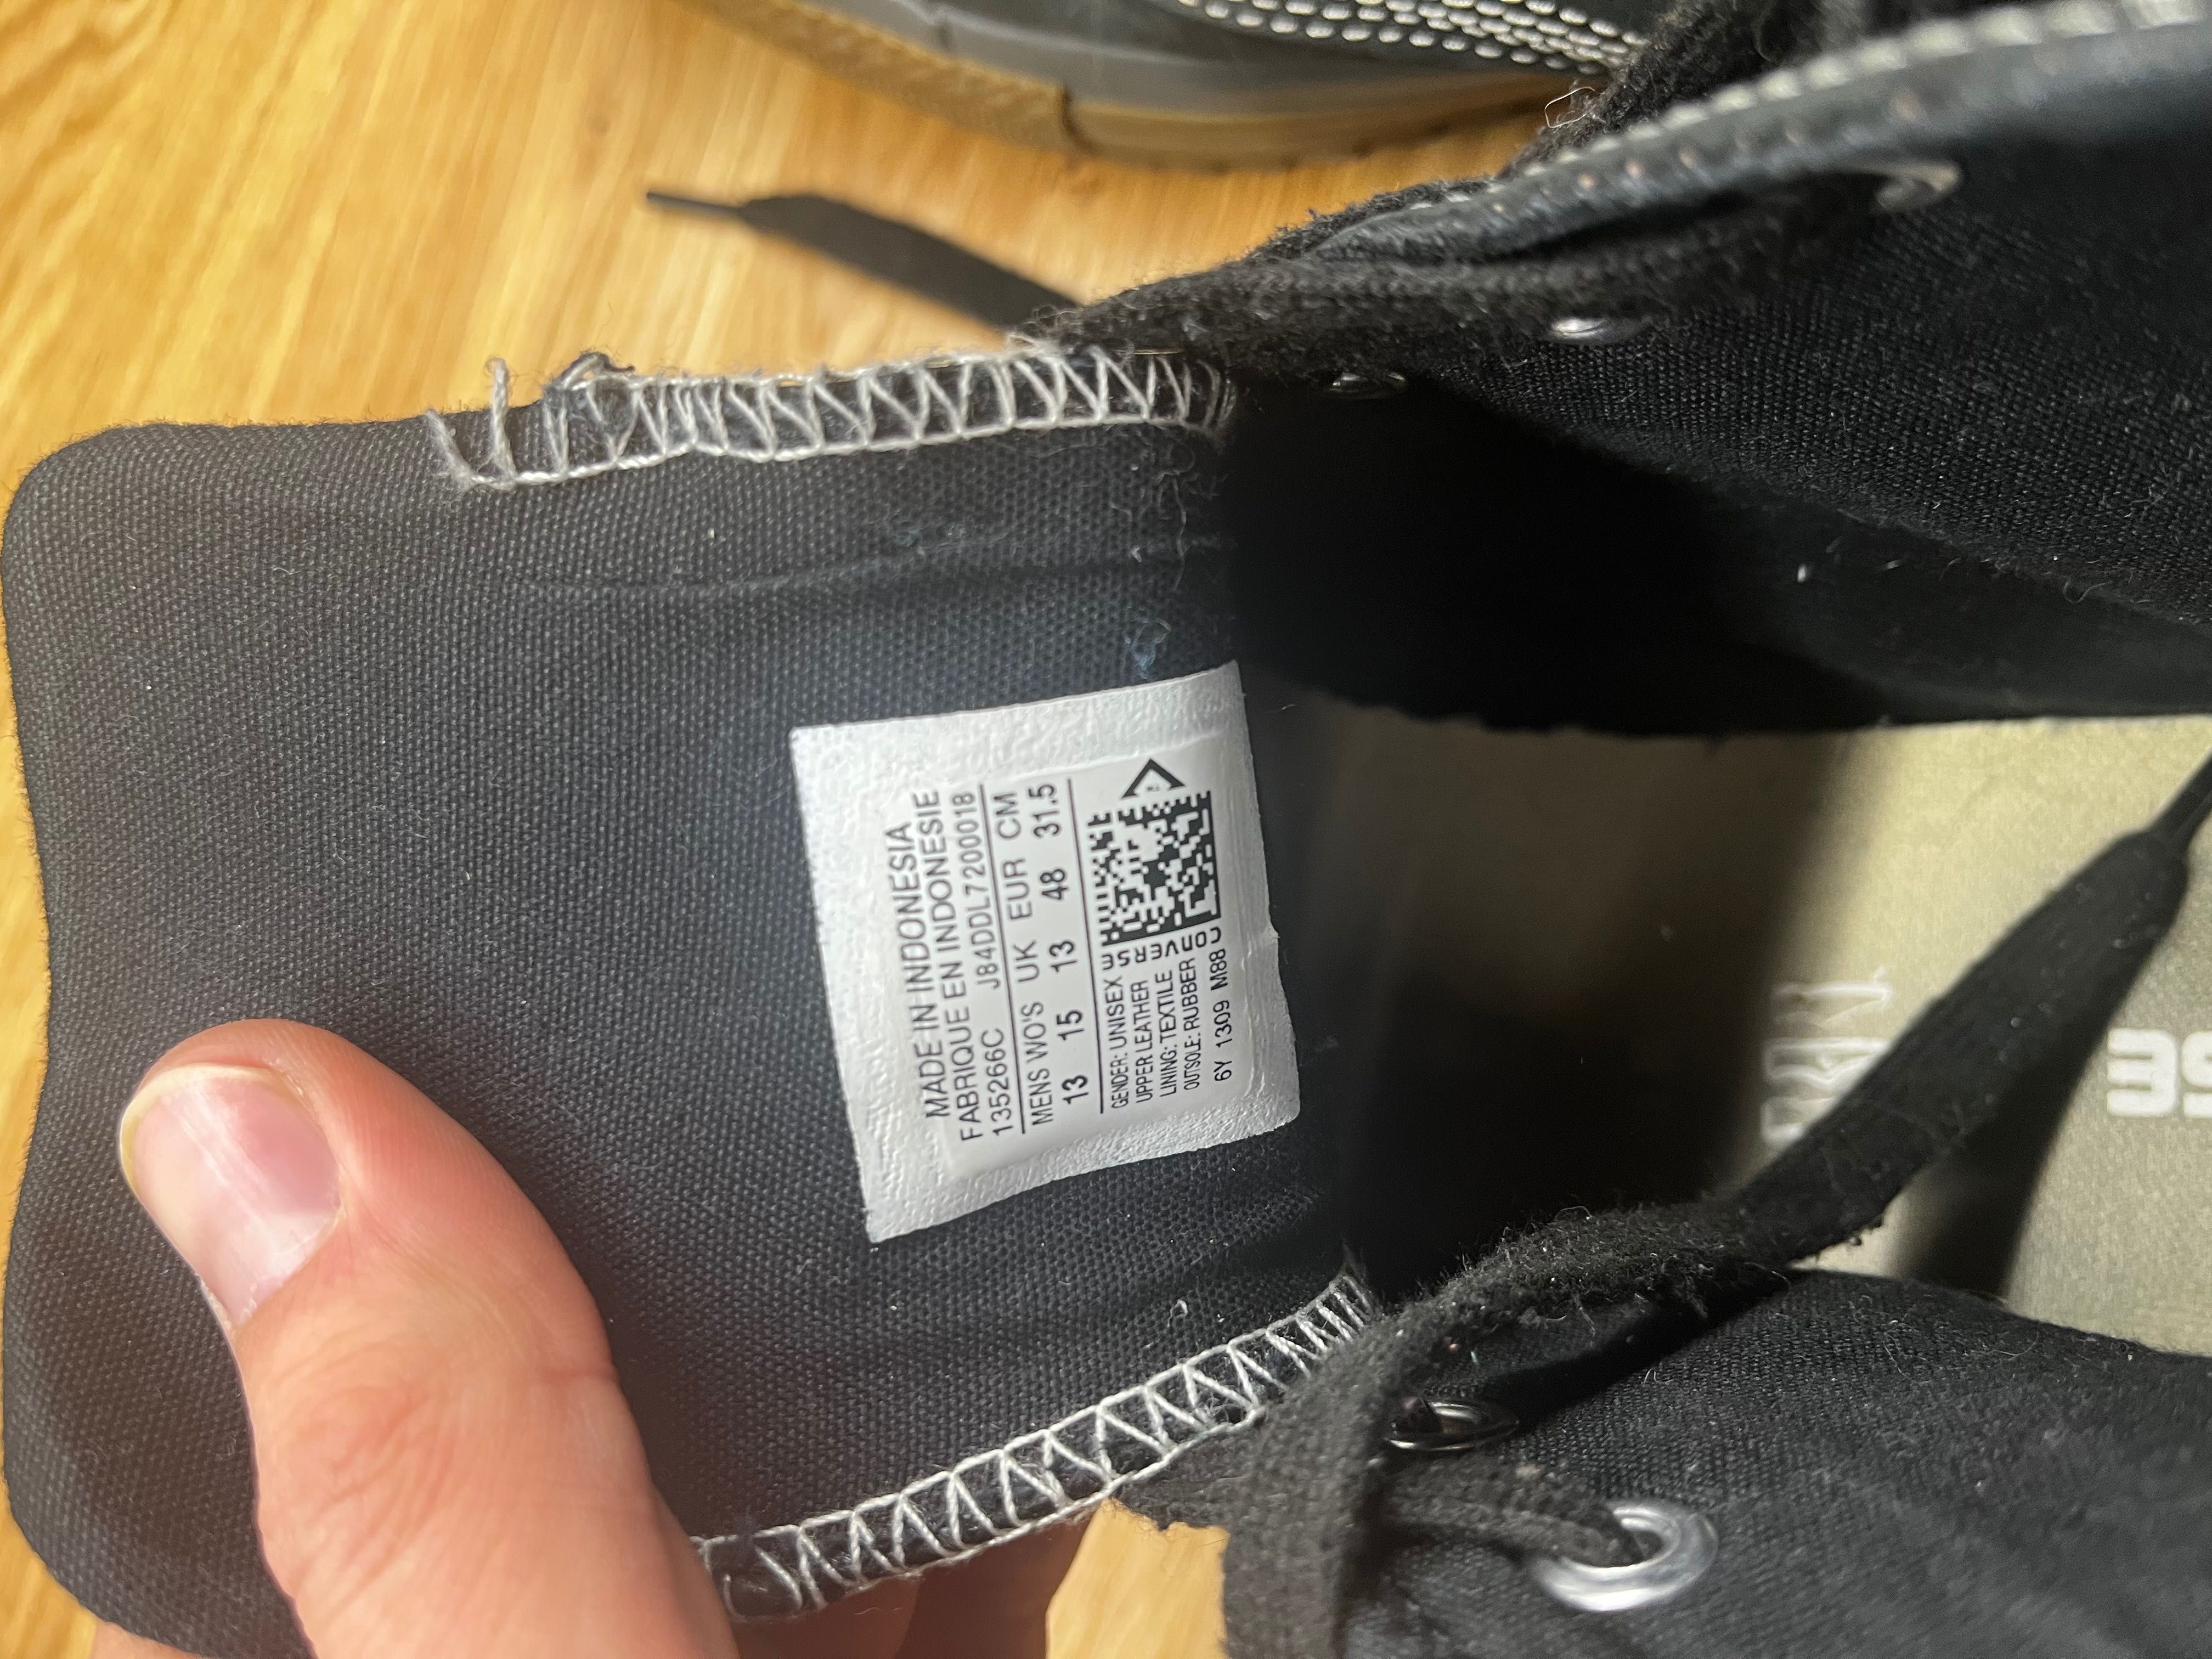 MADE IN INDONESIA
FABRIQUE EN INDONESIE
135266C J84DDL7200018
MENS WO'S UK EUR CM
13 15 13 48 31.5
GENDER: UNISEX
UPPER LEATHER
LINING: TEXTILE
OUTSOLE: RUBBER
6Y 1309 M88
CONVERSE
SE